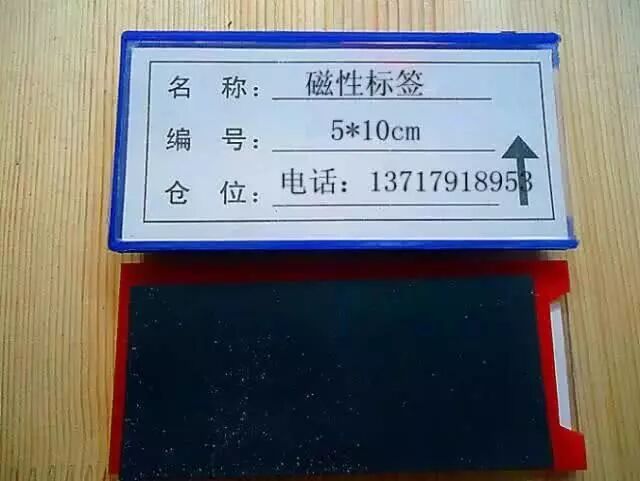 名 称： 磁性标签
编 号： 5*10cm
仓 位： 电话：13717918953